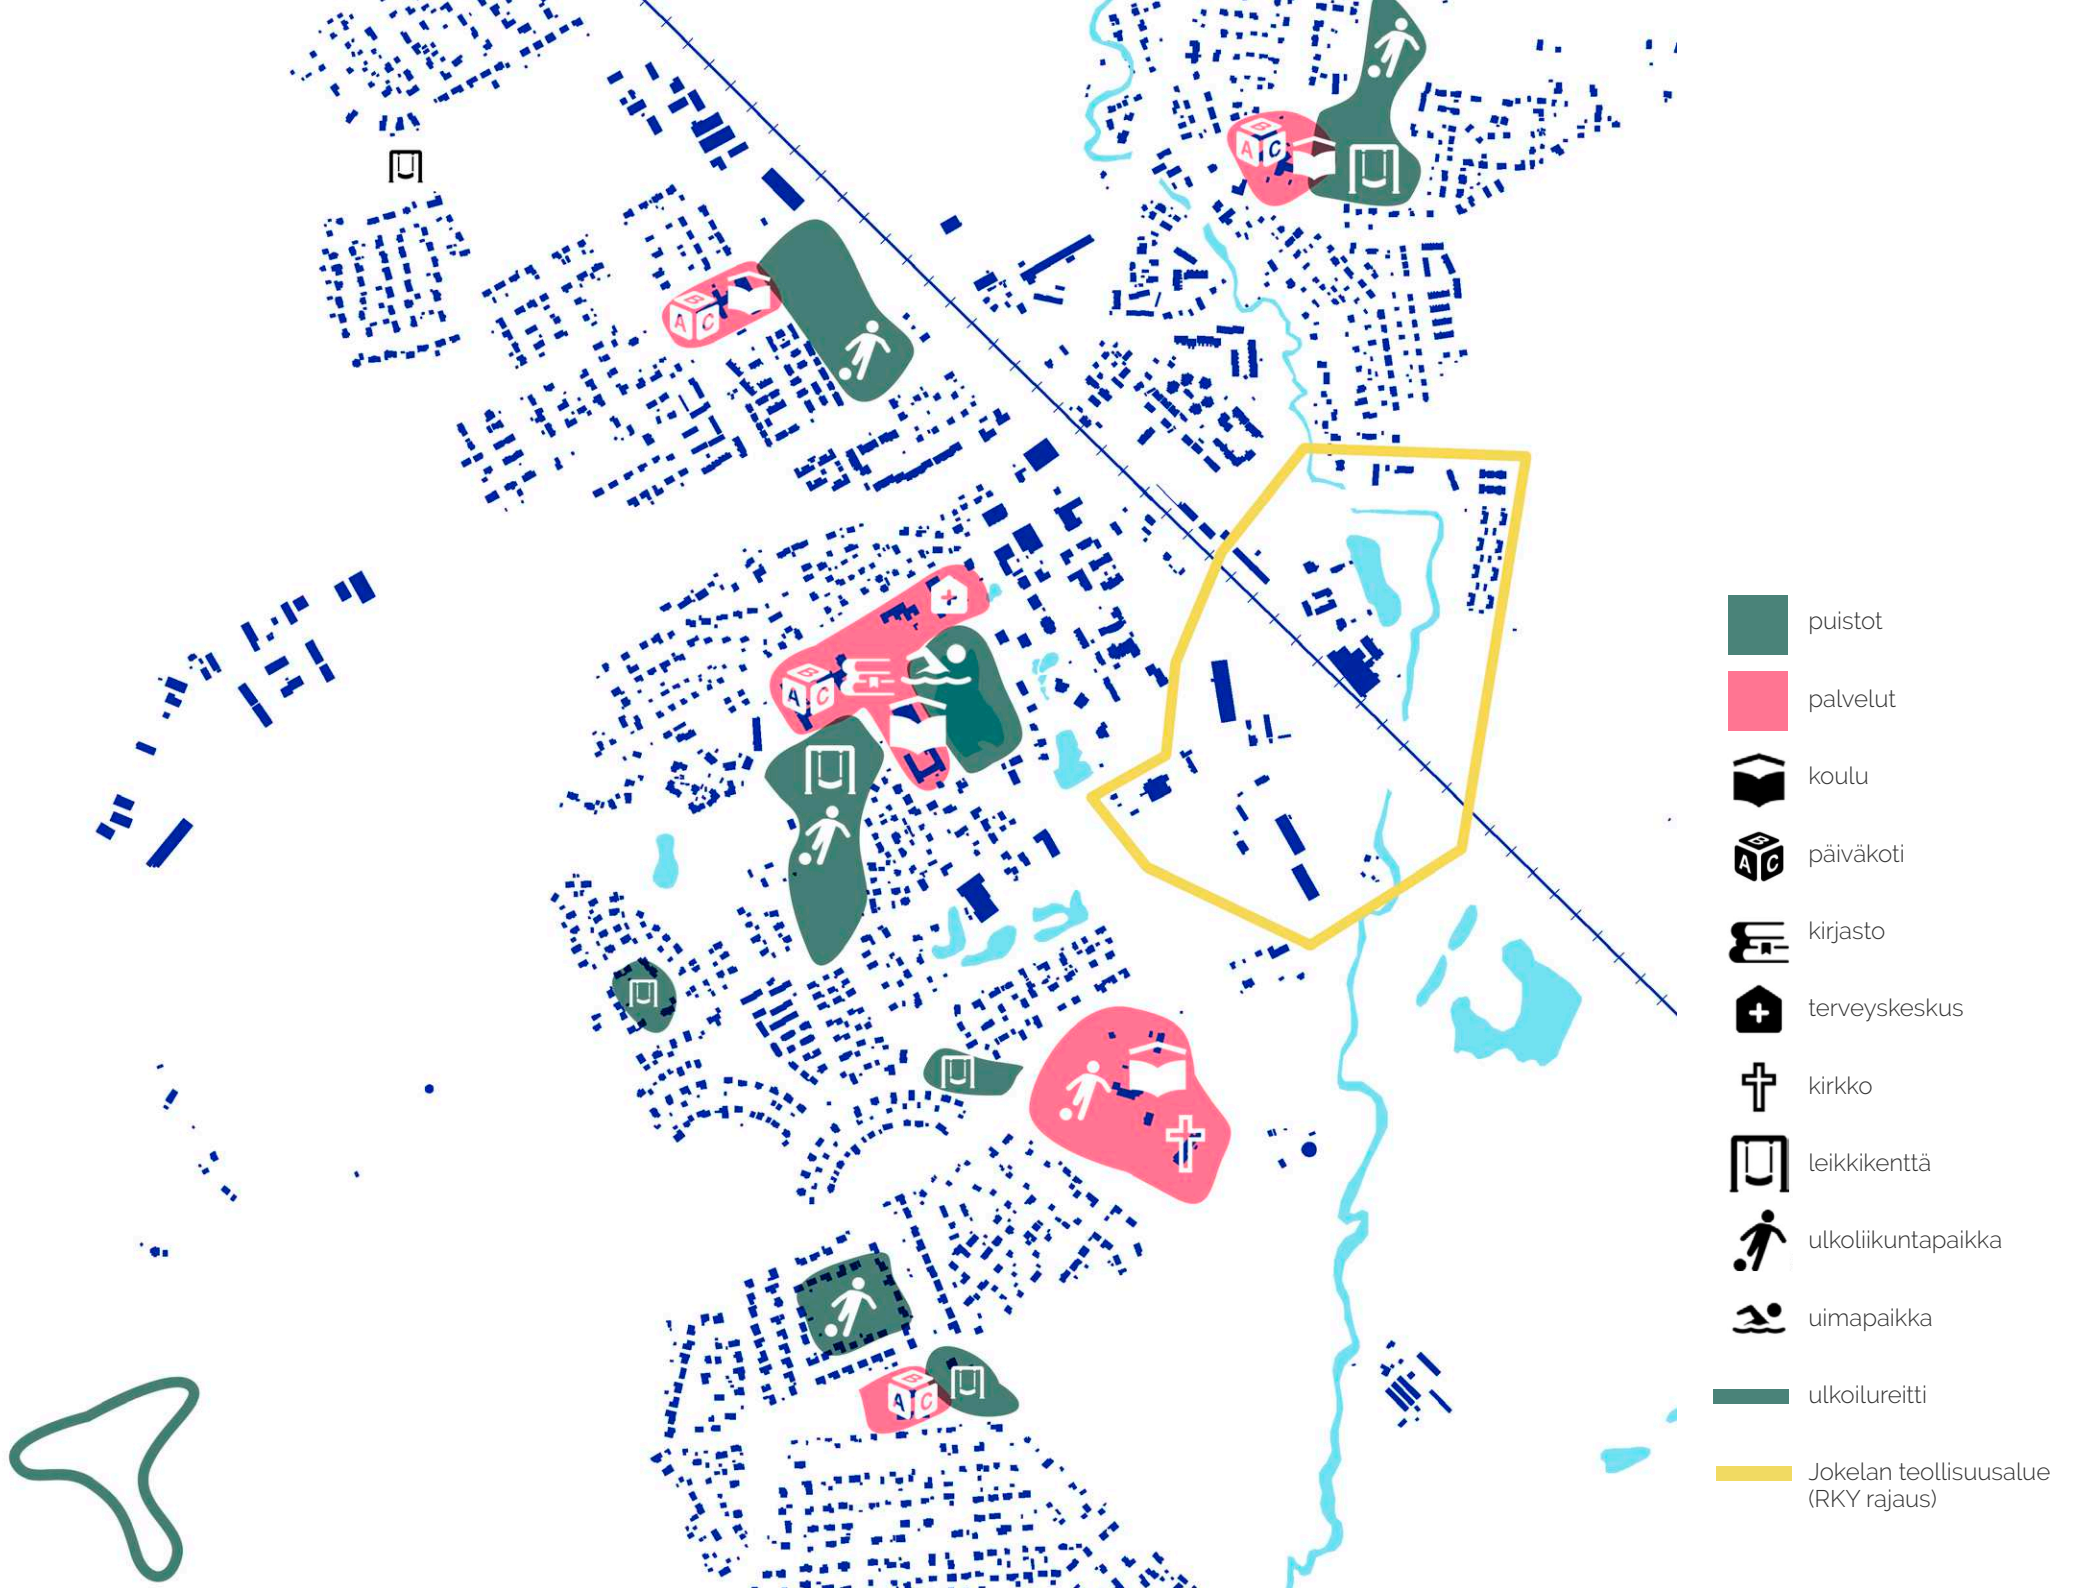 B
A C
B
A C
B
A C
B
A C
puistot
palvelut
koulu
B
A C
päiväkoti
kirjasto
terveyskeskus
kirkko
leikkikenttä
ulkoliikuntapaikka
uimapaikka
ulkoilureitti
Jokelan teollisuusalue
(RKY rajaus)